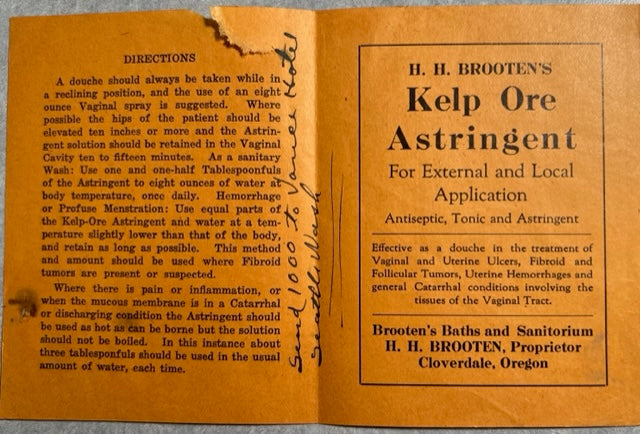 DIRECTIONS
A douche should always be taken while in
a reclining position, and the use of an eight
ounce Vaginal spray is suggested. Where
possible the hips of the patient should be
elevated ten inches or more and the Astrin-
gent solution should be retained in the Vaginal
Cavity ten to fifteen minutes. As a sanitary
Wash: Use one and one-half Tablespoonfuls
of the Astringent to eight ounces of water at
body temperature, once daily. Hemorrhage
or Profuse Menstration: Use equal parts of
the Kelp-Ore Astringent and water at a tem-
perature slightly lower than that of the body,
and retain as long as possible. This method
and amount should be used where Fibroid
tumors are present or suspected.
Where there is pain or inflammation, or
when the mucous membrane is in a Catarrhal
or discharging condition the Astringent should
be used as hot as can be borne but the solution
should not be boiled. In this instance about
three tablesponfuls should be used in the usual
amount of water, each time.
Send 1000 to Vance Hotel
Seattle Wash
H. H. BROOTEN'S
Kelp Ore
Astringent
For External and Local
Application
Antiseptic, Tonic and Astringent
Effective as a douche in the treatment of
Vaginal and Uterine Ulcers, Fibroid and
Follicular Tumors, Uterine Hemorrhages and
general Catarrhal conditions involving the
tissues of the Vaginal Tract.
Brooten's Baths and Sanitorium
H. H. BROOTEN, Proprietor
Cloverdale, Oregon